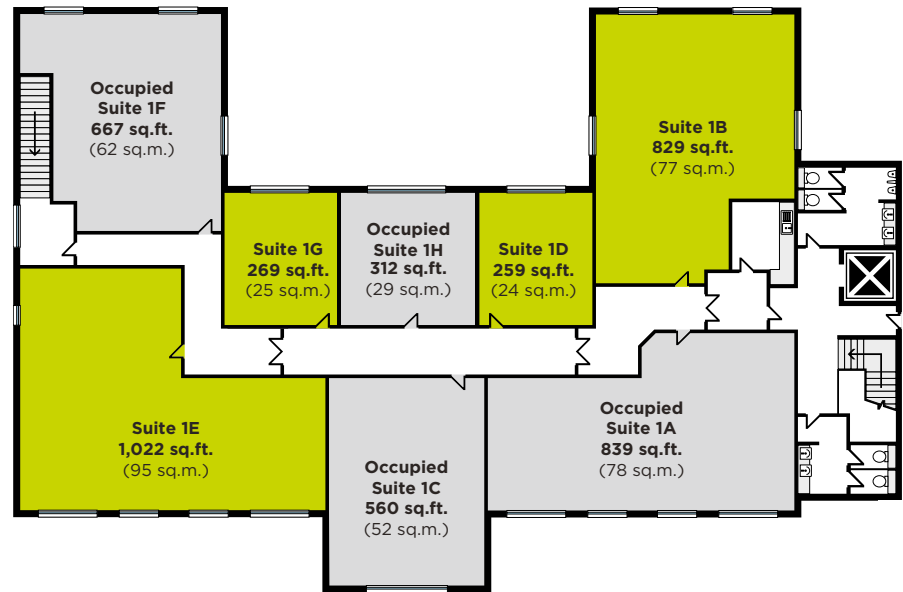 Occupied
Suite 1F
667 sq.ft.
(62 sq.m.)
Suite 1B
829 sq.ft.
(77 sq.m.)
Suite 1G
269 sq.ft.
(25 sq.m.)
Occupied
Suite 1H
312 sq.ft.
(29 sq.m.)
Suite 1D
259 sq.ft.
(24 sq.m.)
Suite 1E
1,022 sq.ft.
(95 sq.m.)
Occupied
Suite 1C
560 sq.ft.
(52 sq.m.)
Occupied
Suite 1A
839 sq.ft.
(78 sq.m.)